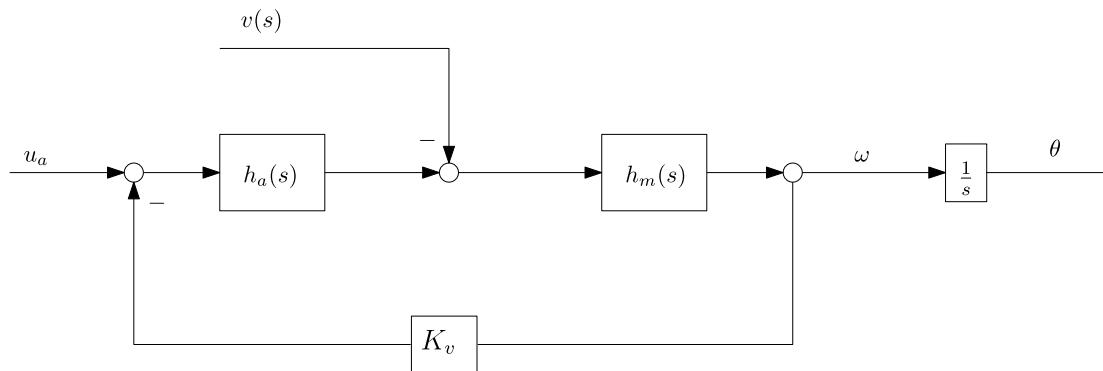 v(s)
−
u_a
h_a(s)
h_m(s)
ω
1/s
θ
−
K_v